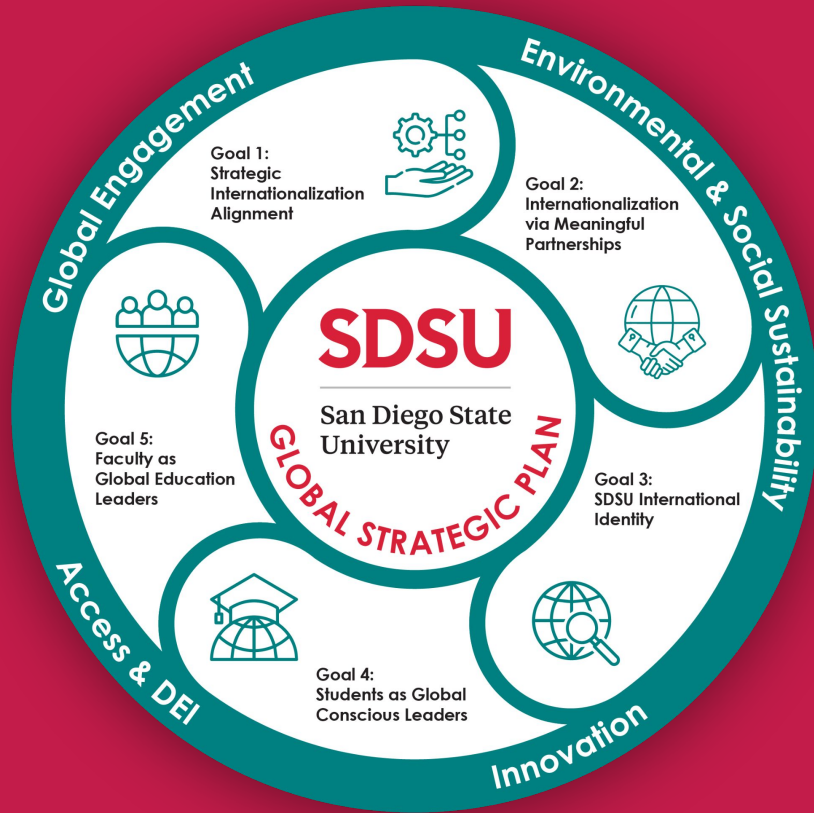 Global Engagement
Environmental & Social Sustainability
Goal 1:
Strategic
Internationalization
Alignment
Goal 2:
Internationalization
via Meaningful
Partnerships
SDSU
San Diego State
University
GLOBAL STRATEGIC PLAN
Goal 5:
Faculty as
Global Education
Leaders
Goal 3:
SDSU International
Identity
Goal 4:
Students as Global
Conscious Leaders
Access & DEI
Innovation